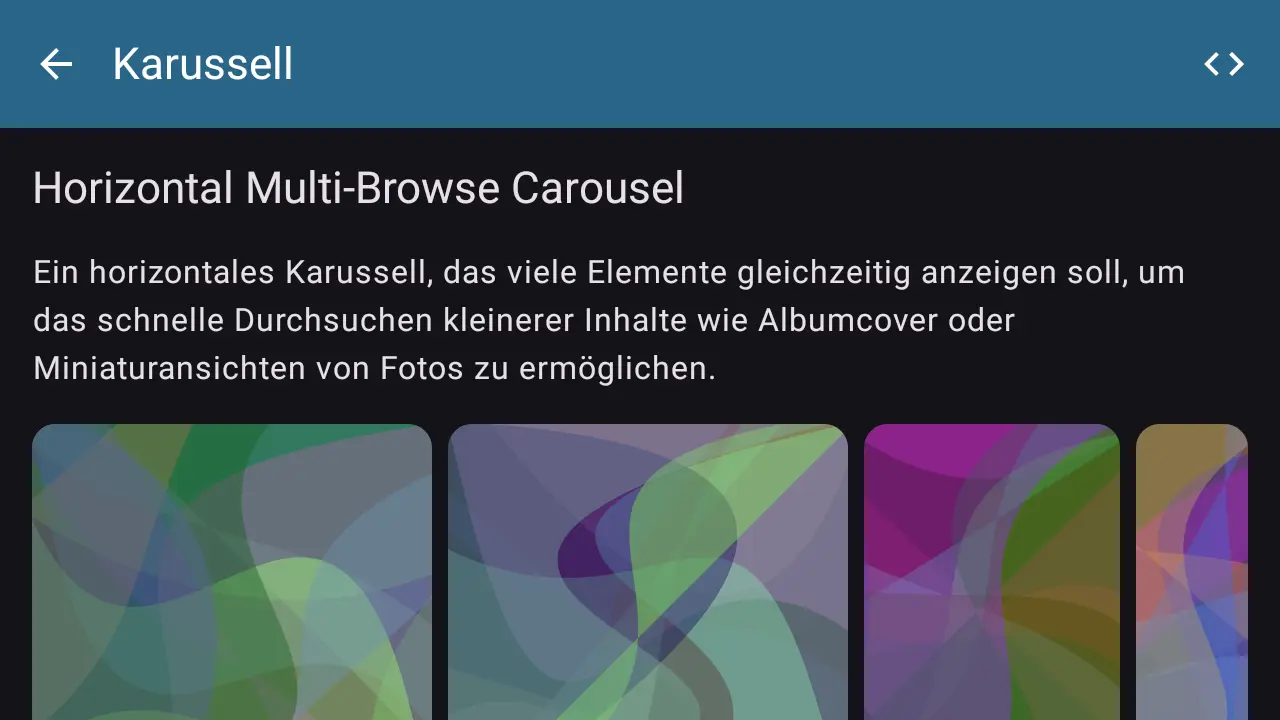 Karussell
Horizontal Multi-Browse Carousel
Ein horizontales Karussell, das viele Elemente gleichzeitig anzeigen soll, um
das schnelle Durchsuchen kleinerer Inhalte wie Albumcover oder
Miniaturansichten von Fotos zu ermöglichen.